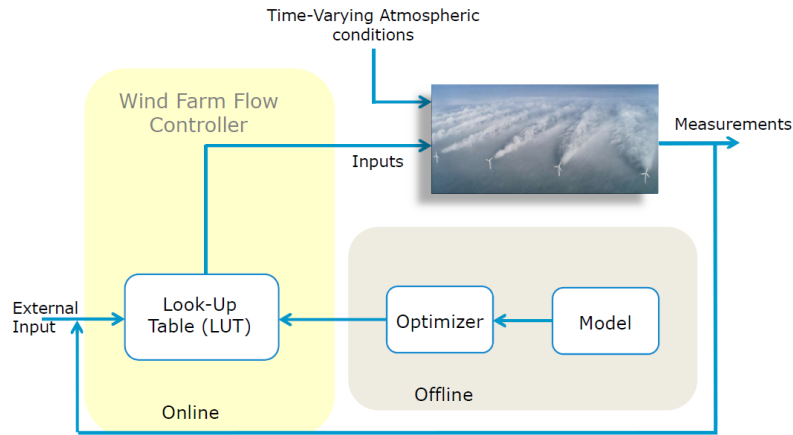 Time-Varying Atmospheric
conditions
Wind Farm Flow
Controller
Measurements
Inputs
External
Input
Look-Up
Table (LUT)
Optimizer
Model
Offline
Online